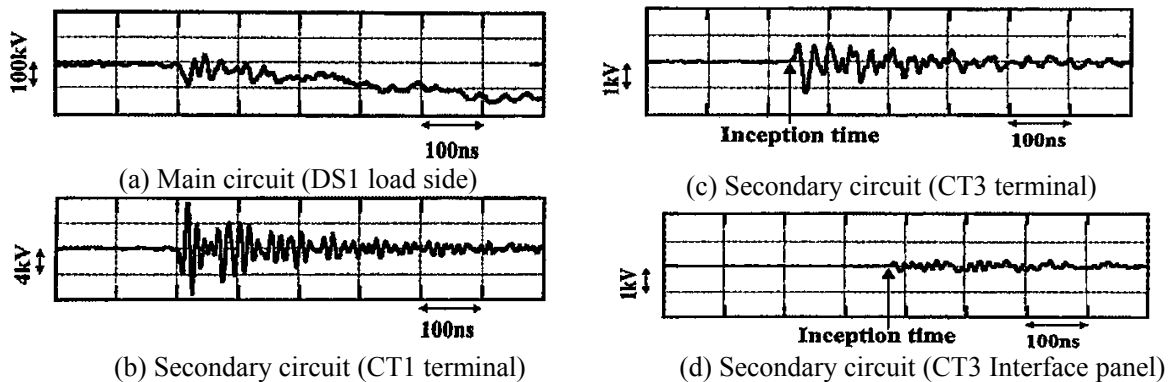 100kV
100ns
(a) Main circuit (DS1 load side)
4kV
100ns
(b) Secondary circuit (CT1 terminal)
1kV
Inception time
100ns
(c) Secondary circuit (CT3 terminal)
1kV
Inception time
100ns
(d) Secondary circuit (CT3 Interface panel)